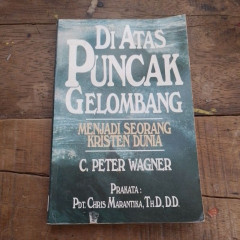 DI ATAS
PUNCAK
GELOMBANG
MENJADI SEORANG
KRISTEN DUNIA
C. PETER WAGNER
PRAKATA :
PDT. CHRIS MARANTIKA, TH.D., D.D.